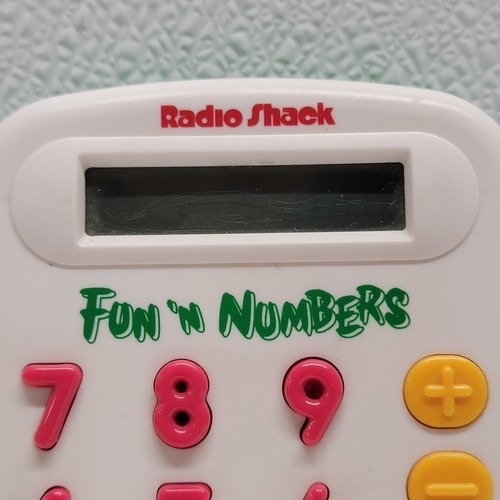 Radio Shack
FUN 'N NUMBERS
7 8 9 +